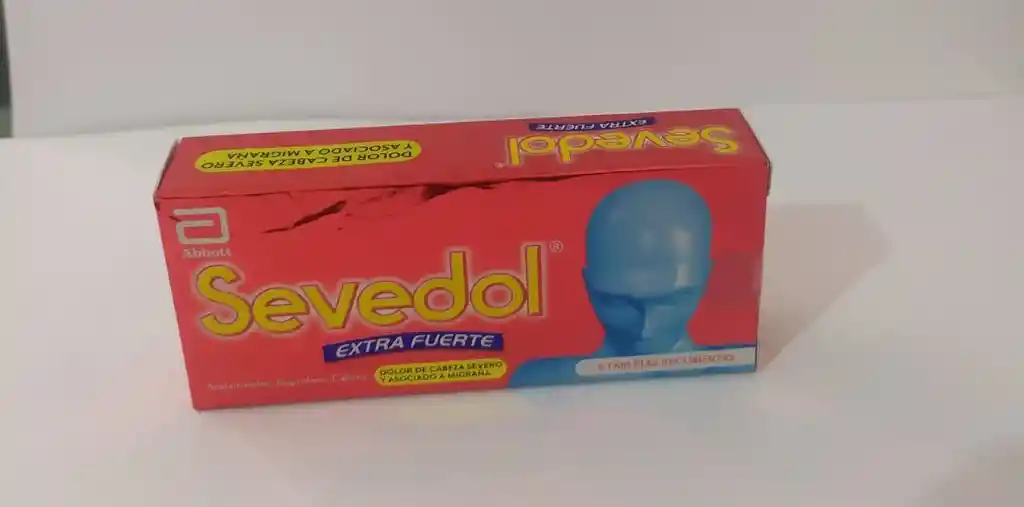 Sevedol
EXTRA FUERTE
DOLOR DE CABEZA SEVERO
Y ASOCIADO A MIGRAÑA
Abbott
Sevedol®
EXTRA FUERTE
DOLOR DE CABEZA SEVERO
Y ASOCIADO A MIGRAÑA